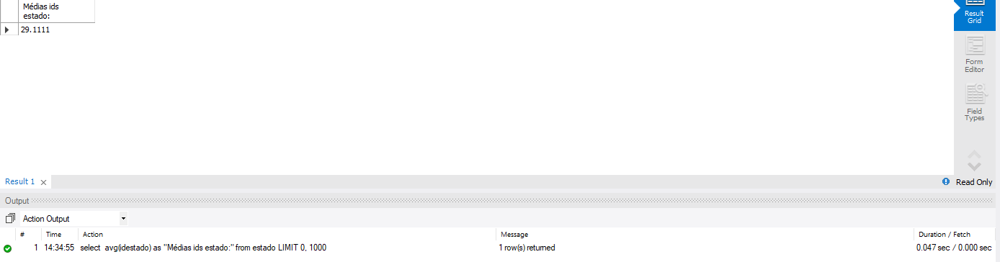 Médias ids
estado:
29.1111
Result
Grid
Form
Editor
Field
Types
Result 1
Read Only
Output
Action Output
# Time Action Message Duration / Fetch
1 14:34:55 select  avg(idestado) as "Médias ids estado:" from estado LIMIT 0, 1000 1 row(s) returned 0.047 sec / 0.000 sec